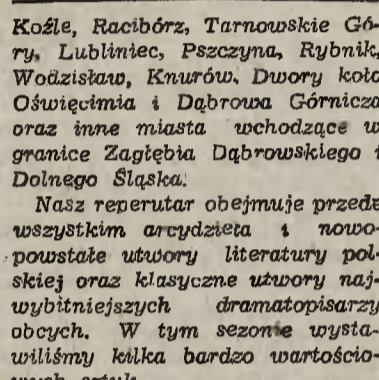 Koźle, Racibórz, Tarnowskie Gó-
ry, Lubliniec, Pszczyna, Rybnik,
Wodzisław, Knurów, Dwory koło
Oświęcimia i Dąbrowa Górnicza
oraz inne miasta wchodzące w
granice Zagłębia Dąbrowskiego i
Dolnego Śląska.
Nasz reperutar obejmuje przede
wszystkim arcydzieła i nowo-
powstałe utwory literatury pol-
skiej oraz klasyczne utwory naj-
wybitniejszych dramatopisarzy
obcych. W tym sezonie wysta-
wiliśmy kilka bardzo wartościo-